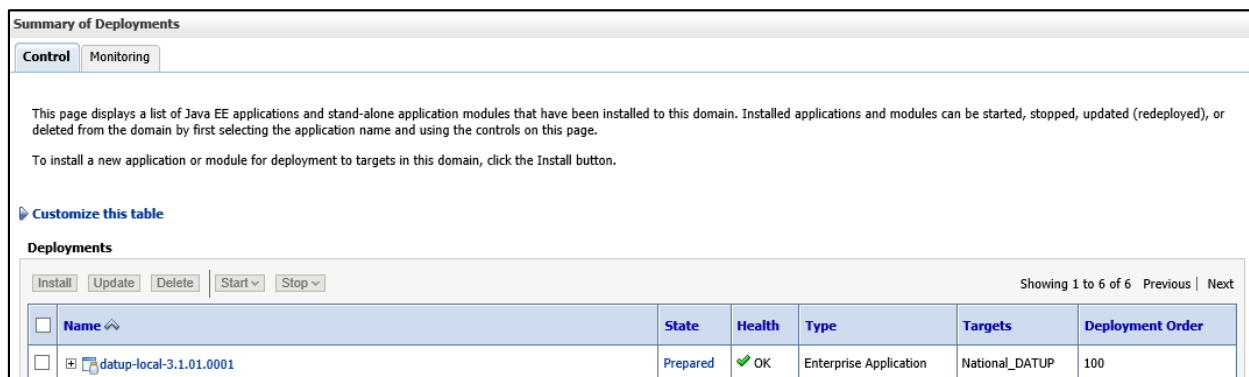 Summary of Deployments
Control Monitoring
This page displays a list of Java EE applications and stand-alone application modules that have been installed to this domain. Installed applications and modules can be started, stopped, updated (redeployed), or
deleted from the domain by first selecting the application name and using the controls on this page.
To install a new application or module for deployment to targets in this domain, click the Install button.
Customize this table
Deployments
Install Update Delete Start Stop Showing 1 to 6 of 6 Previous | Next
Name State Health Type Targets Deployment Order
datup-local-3.1.01.0001 Prepared OK Enterprise Application National_DATUP 100